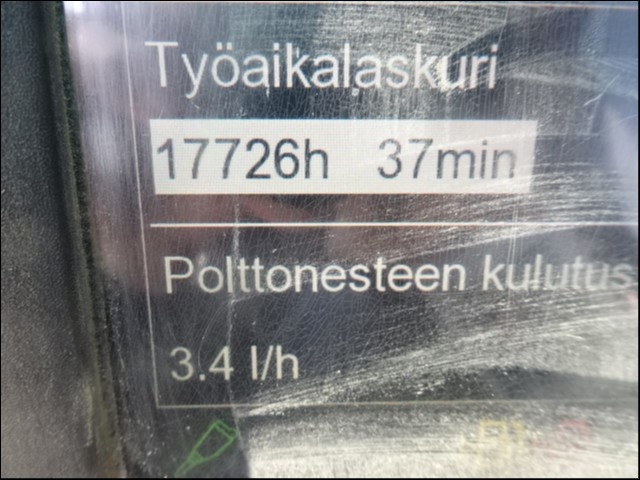 Työaikalaskuri
17726h 37min
Polttonesteen kulutus
3.4 l/h